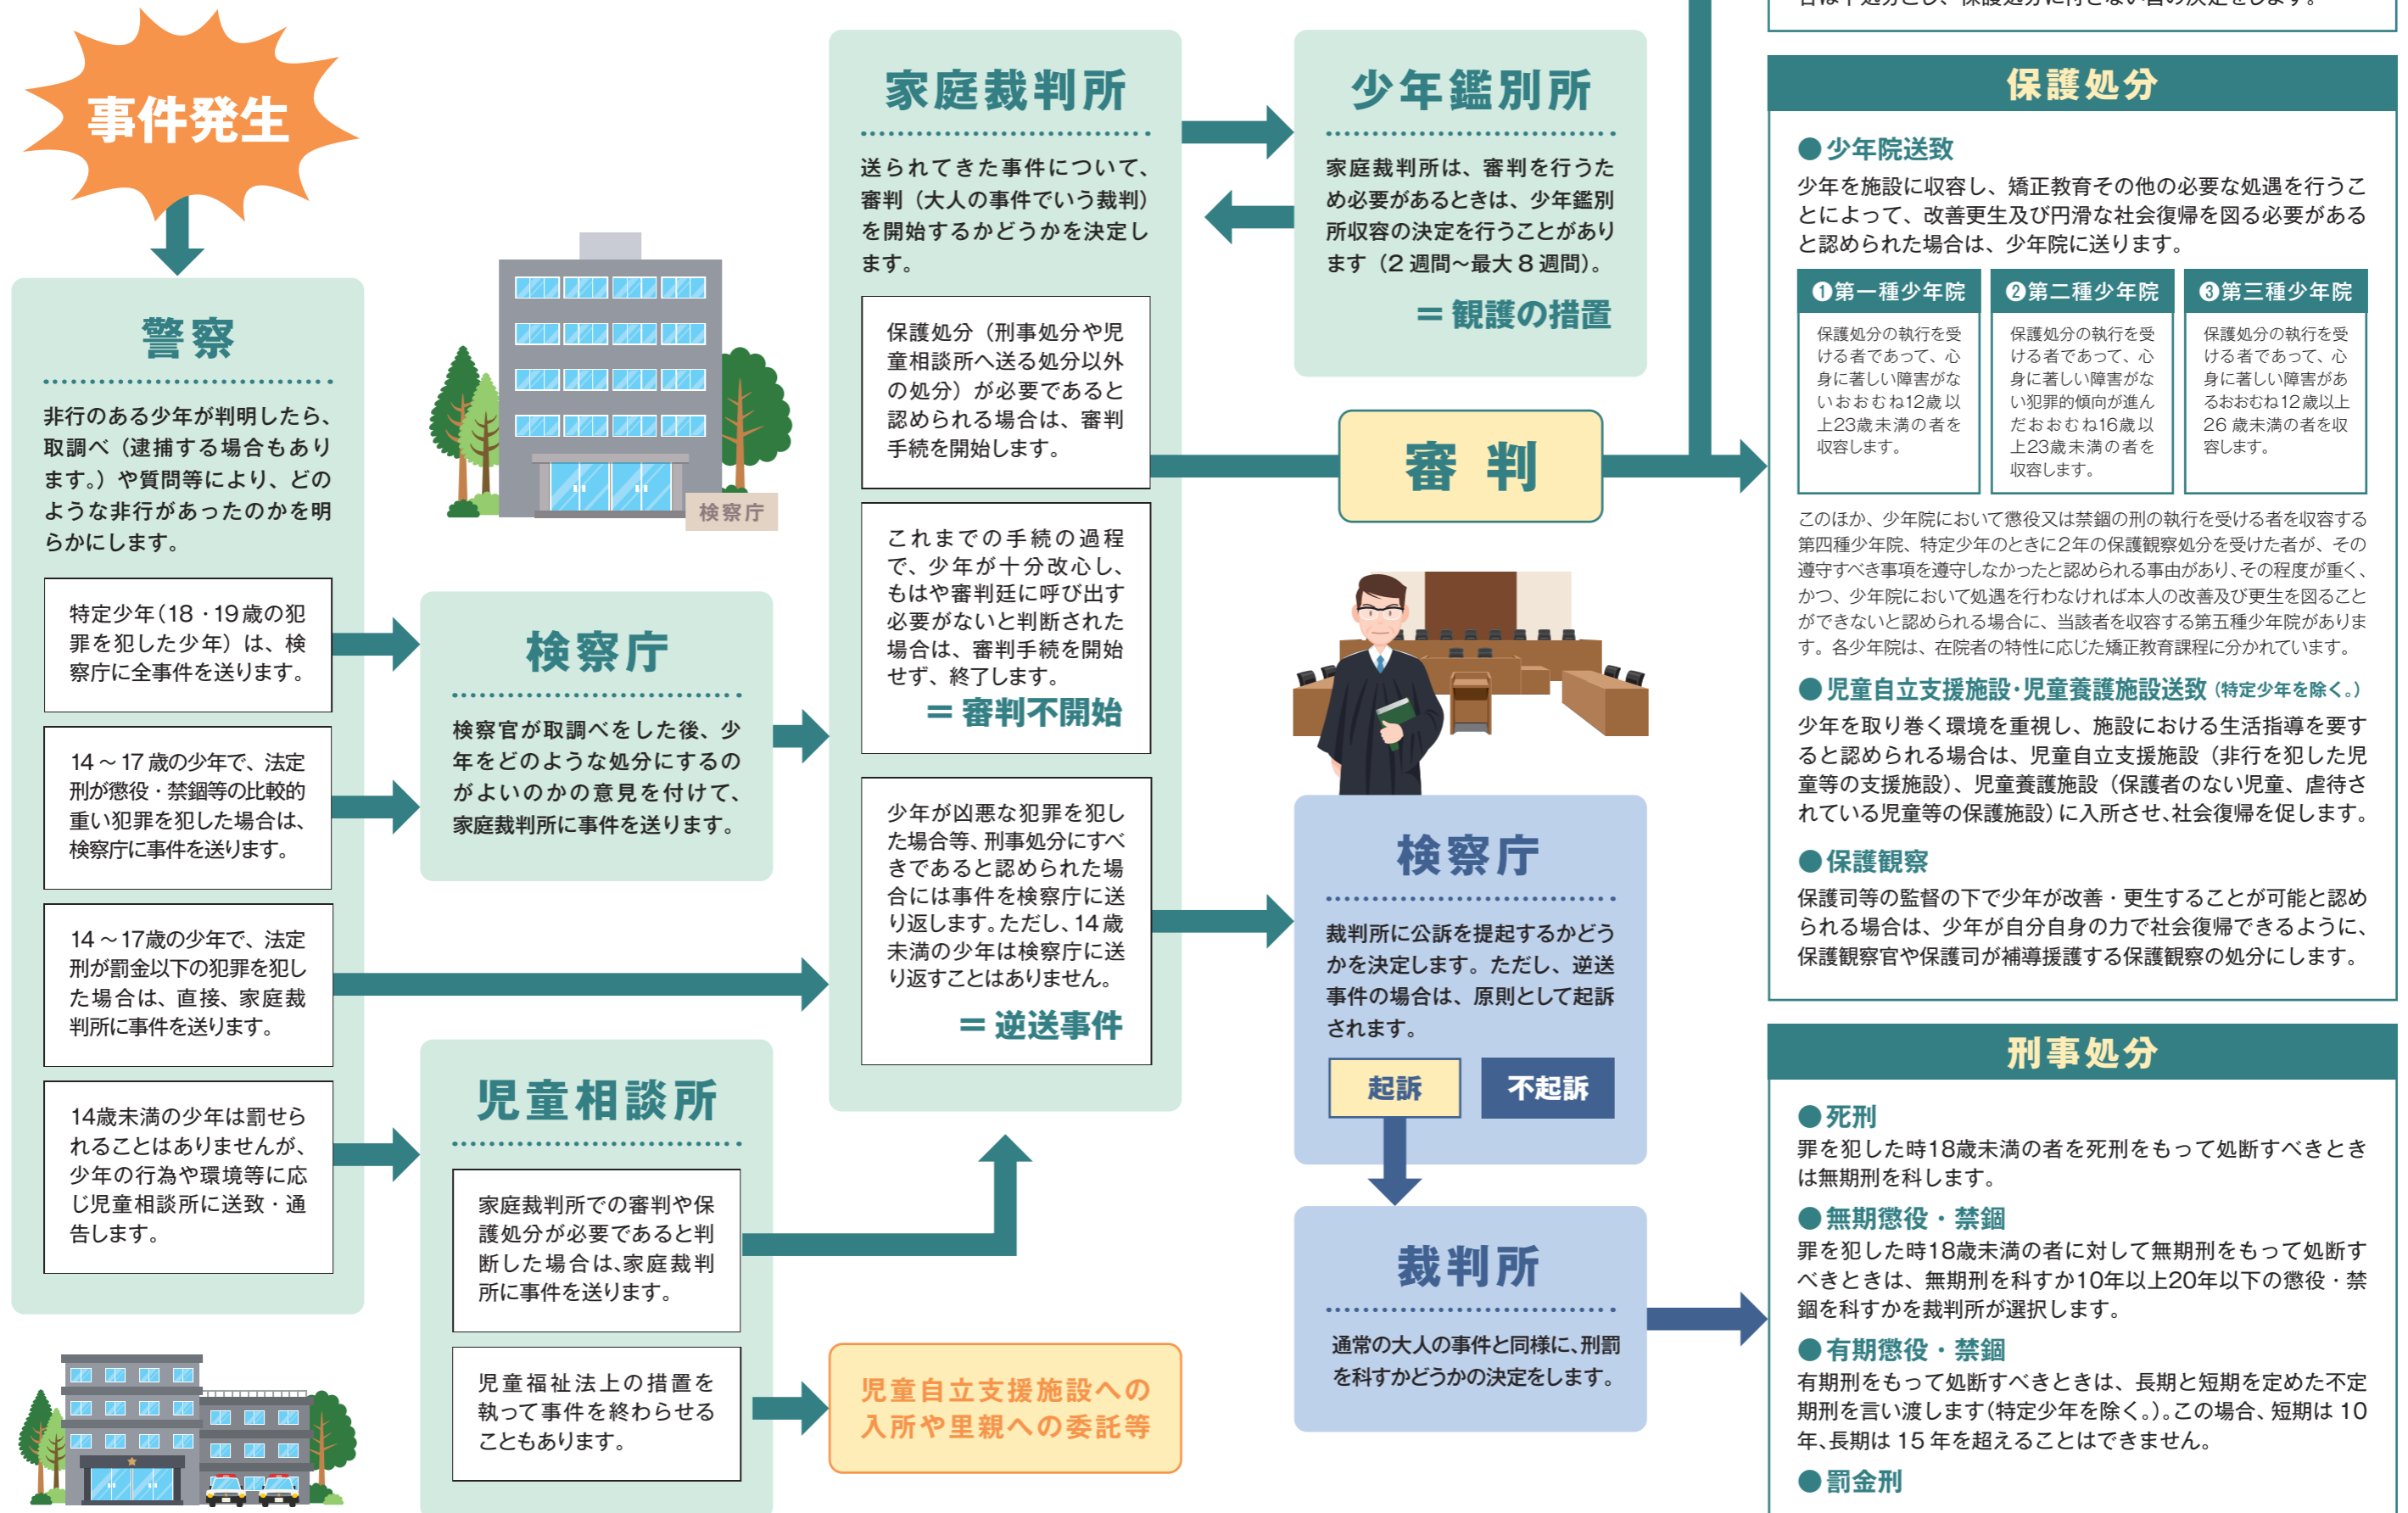 事件発生
警察
非行のある少年が判明したら、
取調べ（逮捕する場合もあり
ます。）や質問等により、どの
ような非行があったのかを明
らかにします。
特定少年（18・19歳の犯
罪を犯した少年）は、検
察庁に全事件を送ります。
14～17歳の少年で、法定
刑が懲役・禁錮等の比較的
重い犯罪を犯した場合は、
検察庁に事件を送ります。
14～17歳の少年で、法定
刑が罰金以下の犯罪を犯し
た場合は、直接、家庭裁
判所に事件を送ります。
14歳未満の少年は罰せら
れることはありませんが、
少年の行為や環境等に応
じ児童相談所に送致・通
告します。
検察庁
検察庁
検察官が取調べをした後、少
年をどのような処分にするの
がよいのかの意見を付けて、
家庭裁判所に事件を送ります。
児童相談所
家庭裁判所での審判や保
護処分が必要であると判
断した場合は、家庭裁判
所に事件を送ります。
児童福祉法上の措置を
執って事件を終わらせる
こともあります。
児童自立支援施設への
入所や里親への委託等
家庭裁判所
送られてきた事件について、
審判（大人の事件でいう裁判）
を開始するかどうかを決定し
ます。
保護処分（刑事処分や児
童相談所へ送る処分以外
の処分）が必要であると
認められる場合は、審判
手続を開始します。
これまでの手続の過程
で、少年が十分改心し、
もはや審判廷に呼び出す
必要がないと判断された
場合は、審判手続を開始
せず、終了します。
＝審判不開始
少年が凶悪な犯罪を犯し
た場合等、刑事処分にすべ
きであると認められた場
合には事件を検察庁に送
り返します。ただし、14歳
未満の少年は検察庁に送
り返すことはありません。
＝逆送事件
少年鑑別所
家庭裁判所は、審判を行うた
め必要があるときは、少年鑑別
所収容の決定を行うことがあり
ます（2週間～最大8週間）。
＝観護の措置
審判
検察庁
裁判所に公訴を提起するかどう
かを決定します。ただし、逆送
事件の場合は、原則として起訴
されます。
起訴
不起訴
裁判所
通常の大人の事件と同様に、刑罰
を科すかどうかの決定をします。
保護処分
●少年院送致
少年を施設に収容し、矯正教育その他の必要な処遇を行うこ
とによって、改善更生及び円滑な社会復帰を図る必要がある
と認められた場合は、少年院に送ります。
❶第一種少年院
保護処分の執行を受
ける者であって、心
身に著しい障害がな
いおおむね12歳以
上23歳未満の者を
収容します。
❷第二種少年院
保護処分の執行を受
ける者であって、心
身に著しい障害がな
い犯罪的傾向が進ん
だおおむね16歳以
上23歳未満の者を
収容します。
❸第三種少年院
保護処分の執行を受
ける者であって、心
身に著しい障害があ
るおおむね12歳以上
26歳未満の者を収
容します。
このほか、少年院において懲役又は禁錮の刑の執行を受ける者を収容する
第四種少年院、特定少年のときに2年の保護観察処分を受けた者が、その
遵守すべき事項を遵守しなかったと認められる事由があり、その程度が重く、
かつ、少年院において処遇を行わなければ本人の改善及び更生を図ること
ができないと認められる場合に、当該者を収容する第五種少年院がありま
す。各少年院は、在院者の特性に応じた矯正教育課程に分かれています。
●児童自立支援施設・児童養護施設送致（特定少年を除く。）
少年を取り巻く環境を重視し、施設における生活指導を要す
ると認められる場合は、児童自立支援施設（非行を犯した児
童等の支援施設）、児童養護施設（保護者のない児童、虐待さ
れている児童等の保護施設）に入所させ、社会復帰を促します。
●保護観察
保護司等の監督の下で少年が改善・更生することが可能と認め
られる場合は、少年が自分自身の力で社会復帰できるように、
保護観察官や保護司が補導援護する保護観察の処分にします。
刑事処分
●死刑
罪を犯した時18歳未満の者を死刑をもって処断すべきとき
は無期刑を科します。
●無期懲役・禁錮
罪を犯した時18歳未満の者に対して無期刑をもって処断す
べきときは、無期刑を科すか10年以上20年以下の懲役・禁
錮を科すかを裁判所が選択します。
●有期懲役・禁錮
有期刑をもって処断すべきときは、長期と短期を定めた不定
期刑を言い渡します（特定少年を除く。）。この場合、短期は10
年、長期は15年を超えることはできません。
●罰金刑